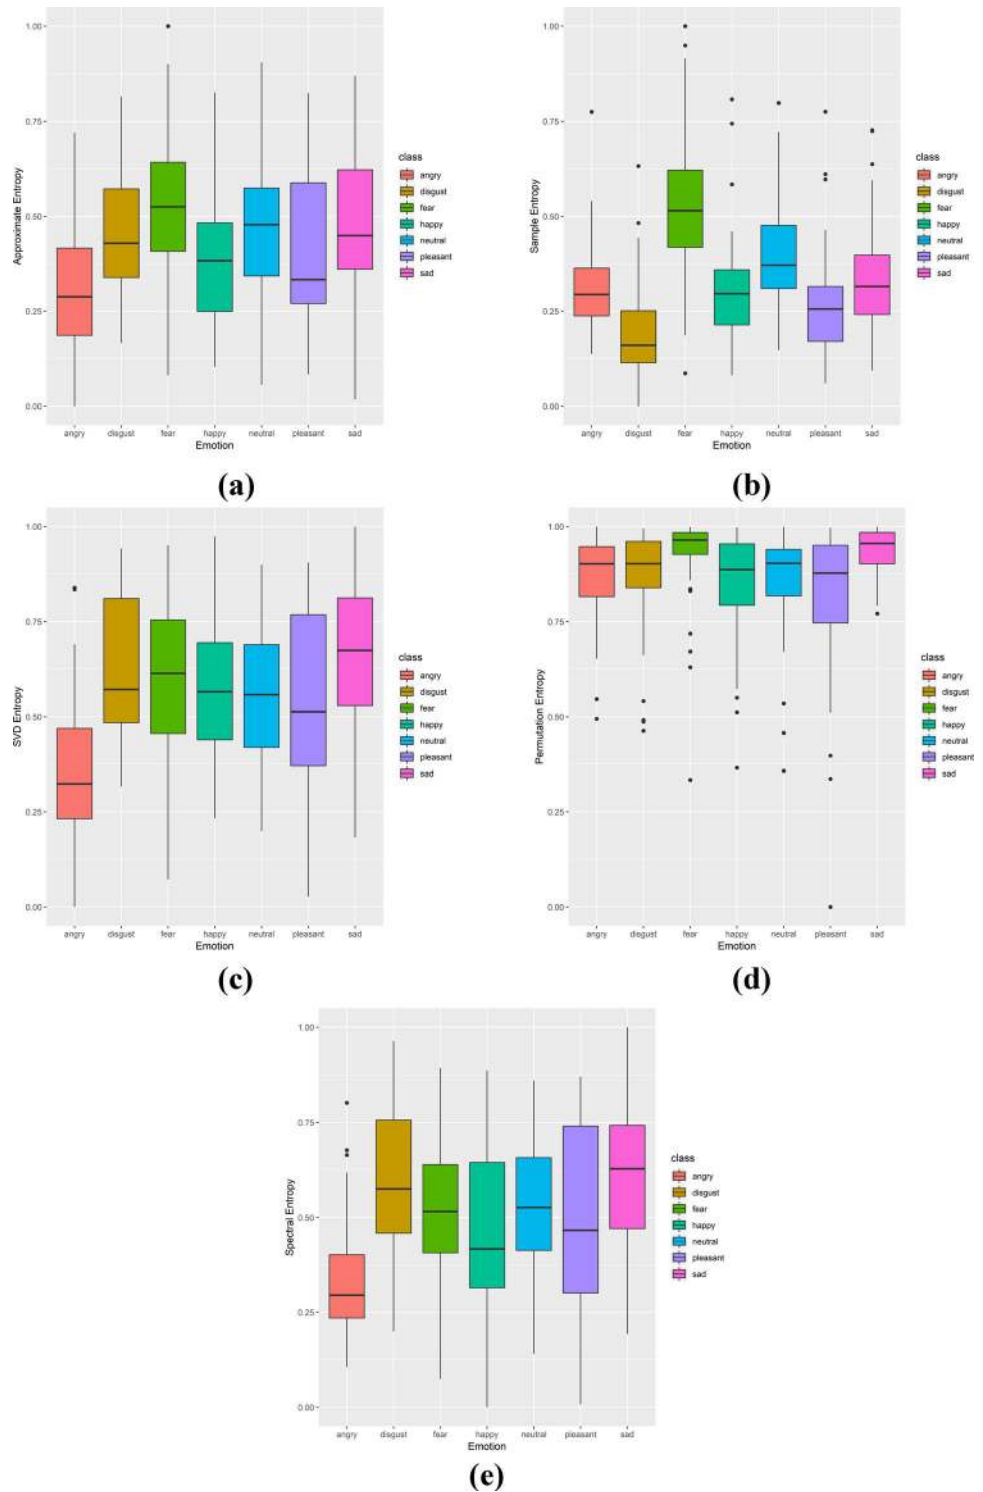 1.00
0.75
0.50
0.25
0.00
Approximate Entropy
angry disgust fear happy neutral pleasant sad
Emotion
class
angry
disgust
fear
happy
neutral
pleasant
sad
(a)
1.00
0.75
0.50
0.25
0.00
Sample Entropy
angry disgust fear happy neutral pleasant sad
Emotion
class
angry
disgust
fear
happy
neutral
pleasant
sad
(b)
1.00
0.75
0.50
0.25
0.00
SVD Entropy
angry disgust fear happy neutral pleasant sad
Emotion
class
angry
disgust
fear
happy
neutral
pleasant
sad
(c)
1.00
0.75
0.50
0.25
0.00
Permutation Entropy
angry disgust fear happy neutral pleasant sad
Emotion
class
angry
disgust
fear
happy
neutral
pleasant
sad
(d)
1.00
0.75
0.50
0.25
0.00
Spectral Entropy
angry disgust fear happy neutral pleasant sad
Emotion
class
angry
disgust
fear
happy
neutral
pleasant
sad
(e)